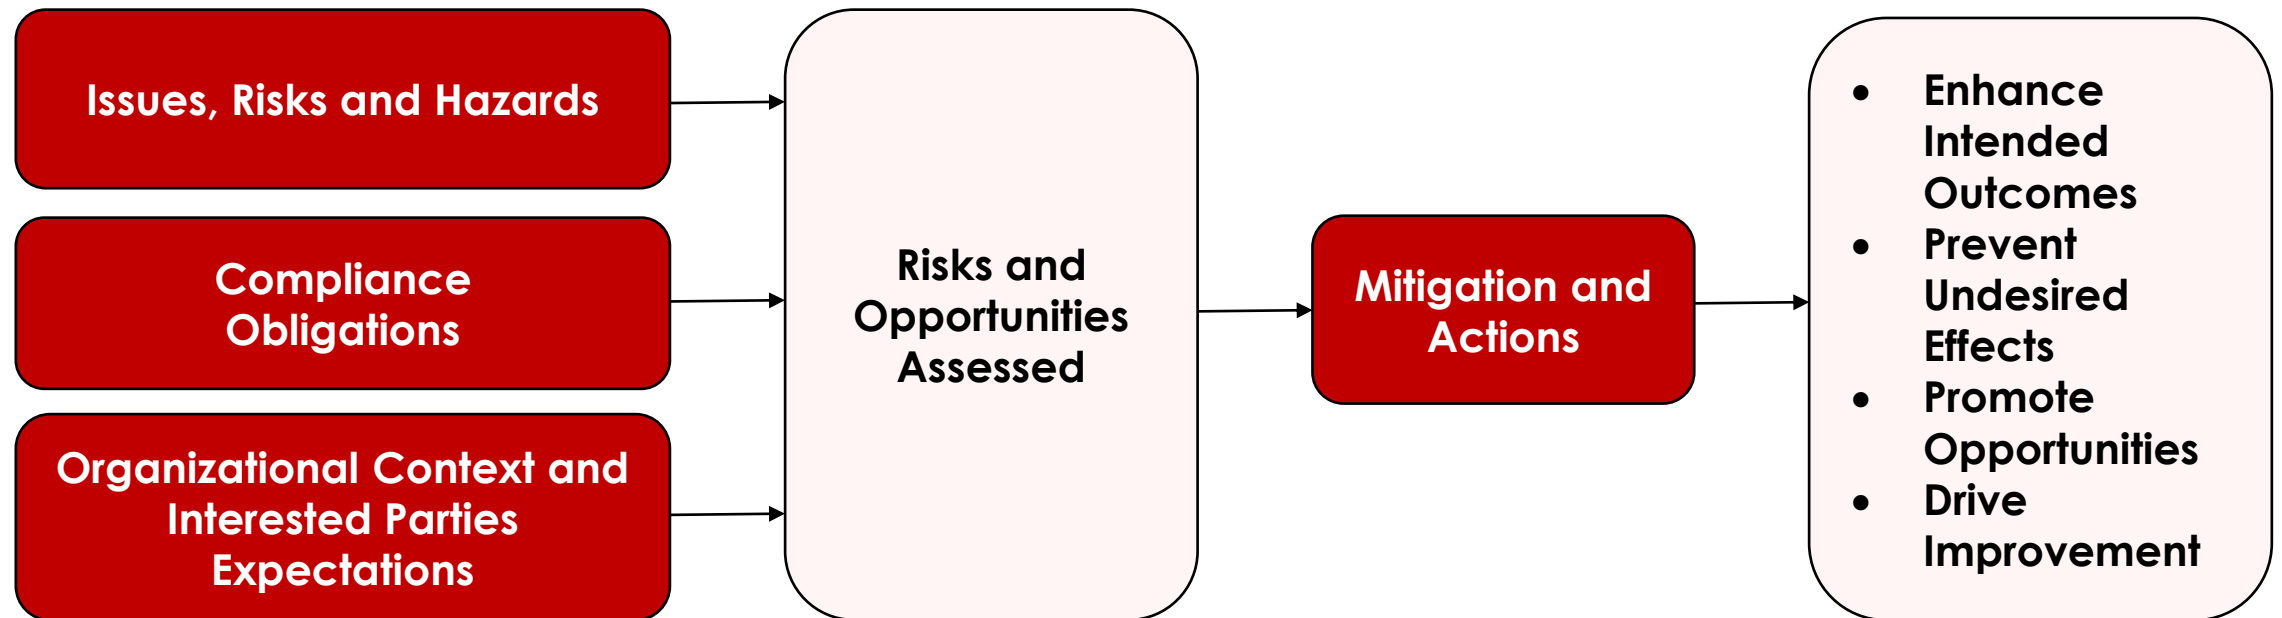 Issues, Risks and Hazards
Compliance
Obligations
Organizational Context and
Interested Parties
Expectations
Risks and
Opportunities
Assessed
Mitigation and
Actions
• Enhance
Intended
Outcomes
• Prevent
Undesired
Effects
• Promote
Opportunities
• Drive
Improvement